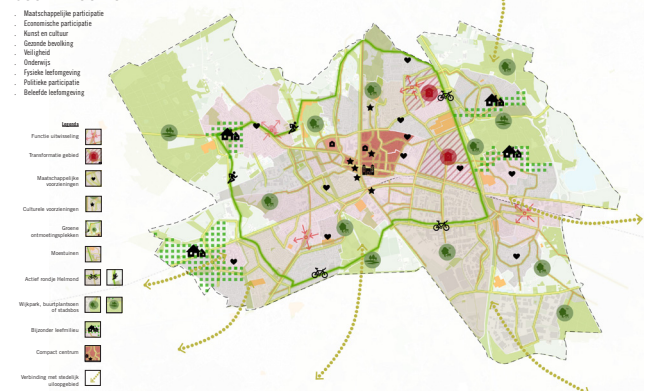 . Maatschappelijke participatie
. Economische participatie
. Kunst en cultuur
. Gezonde bevolking
. Veiligheid
. Onderwijs
. Fysieke leefomgeving
. Politieke participatie
. Beleefde leefomgeving
Legenda
Functie uitwisseling
Transformatie gebied
Maatschappelijke
voorzieningen
Culturele voorzieningen
Groene
ontmoetingsplekken
Moestuinen
Actief rondje Helmond
Wijkpark, buurtplantsoen
of stadsbos
Bijzonder leefmilieu
Compact centrum
Verbinding met stedelijk
uitloopgebied